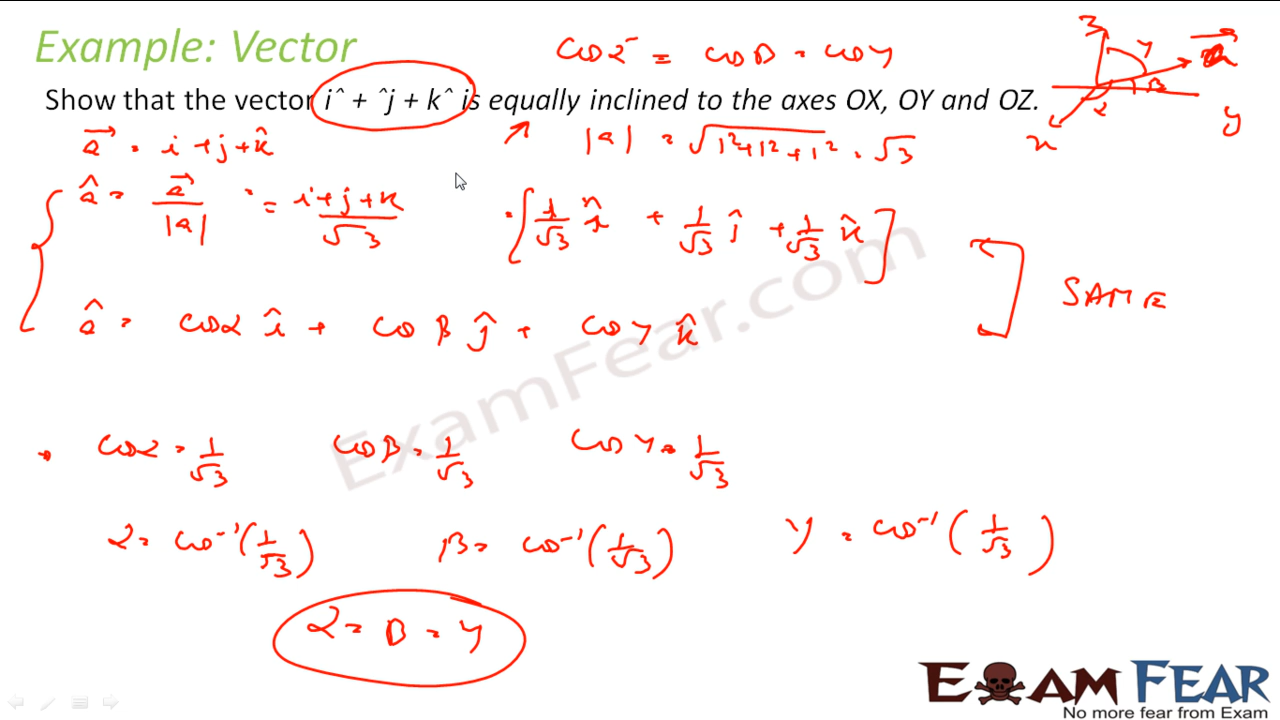 Example: Vector
cos α = cos β = cos γ
Show that the vector i^ + ^j + k^ is equally inclined to the axes OX, OY and OZ.
z
γ
β
α
x
y
a⃗ = i + j + k̂
|a| = √1²+1²+1² = √3
â = a⃗/|a| = i+j+k/√3 = [1/√3 î + 1/√3 ĵ + 1/√3 k̂]
SAME
â = cos α î + cos β ĵ + cos γ k̂
cos α = 1/√3 cos β = 1/√3 cos γ = 1/√3
α = cos⁻¹(1/√3) β = cos⁻¹(1/√3) γ = cos⁻¹(1/√3)
α = β = γ
ExamFear.com
EXAM FEAR
No more fear from Exam